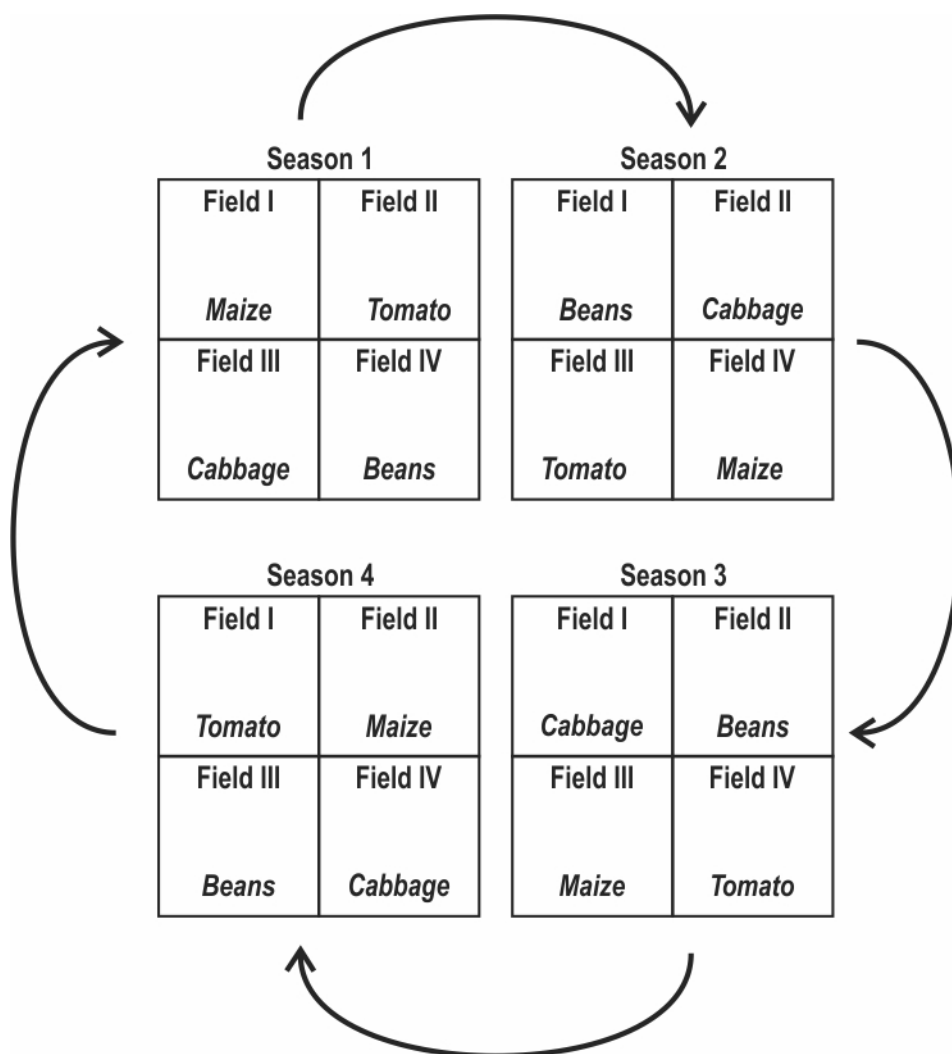 Season 1
Season 2
Field I
Field II
Field I
Field II
Maize
Tomato
Beans
Cabbage
Field III
Field IV
Field III
Field IV
Cabbage
Beans
Tomato
Maize
Season 4
Season 3
Field I
Field II
Field I
Field II
Tomato
Maize
Cabbage
Beans
Field III
Field IV
Field III
Field IV
Beans
Cabbage
Maize
Tomato